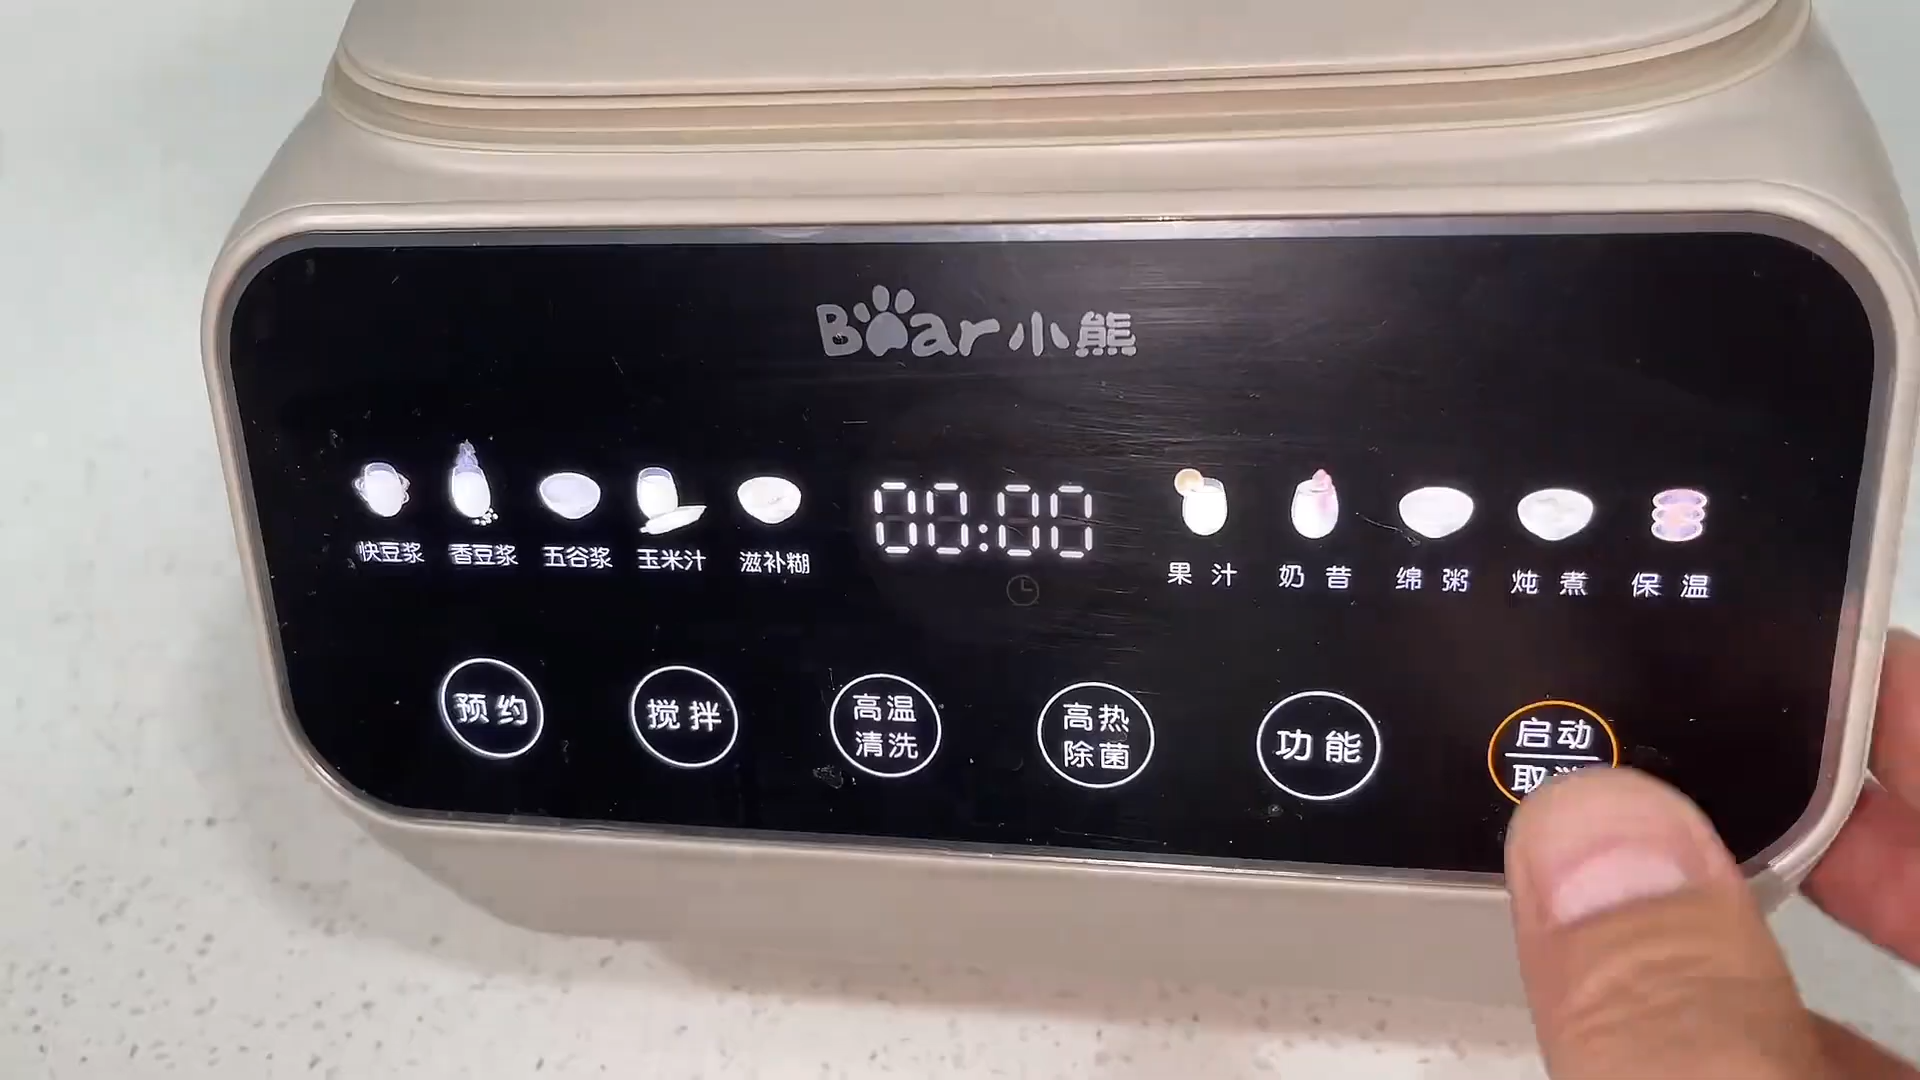 Bear小熊
快豆浆
香豆浆
五谷浆
玉米汁
滋补糊
00:00
果汁
奶昔
绵粥
炖煮
保温
预约
搅拌
高温
清洗
高热
除菌
功能
启动
取消